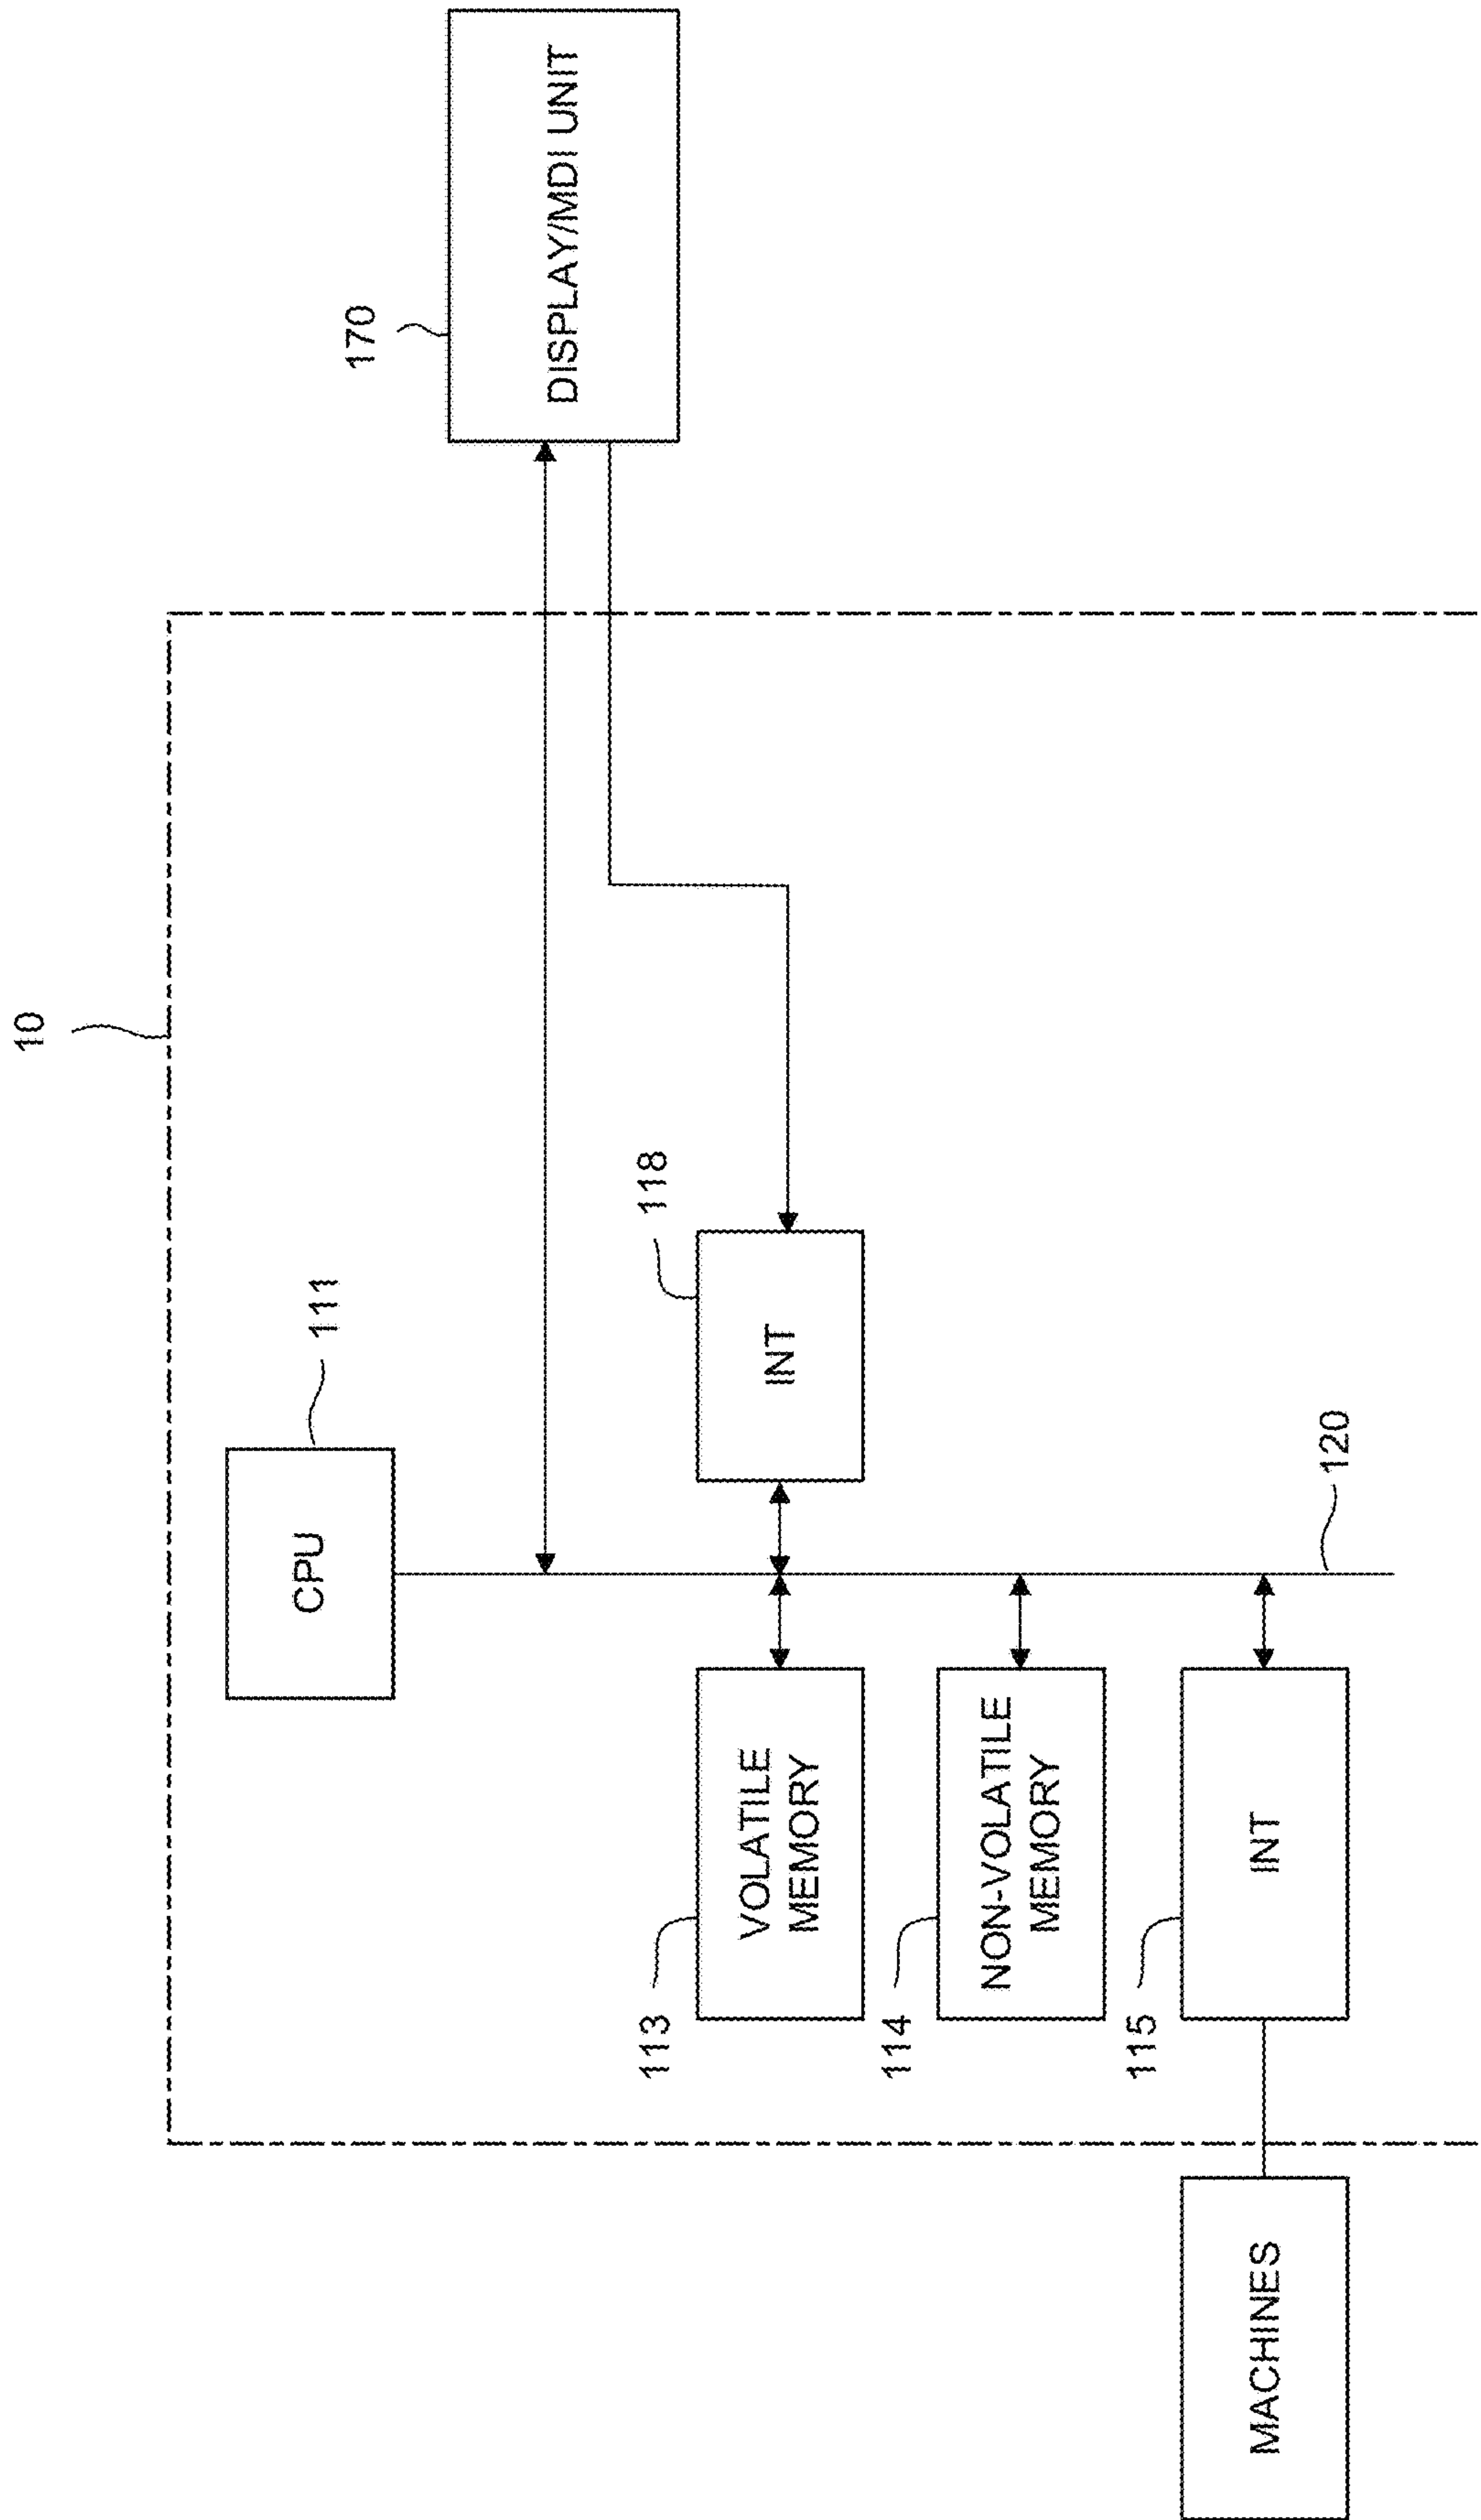 10
170
DISPLAY/MDI UNIT
111
CPU
118
INT
113
VOLATILE
MEMORY
114
NON-VOLATILE
MEMORY
120
115
INT
MACHINES